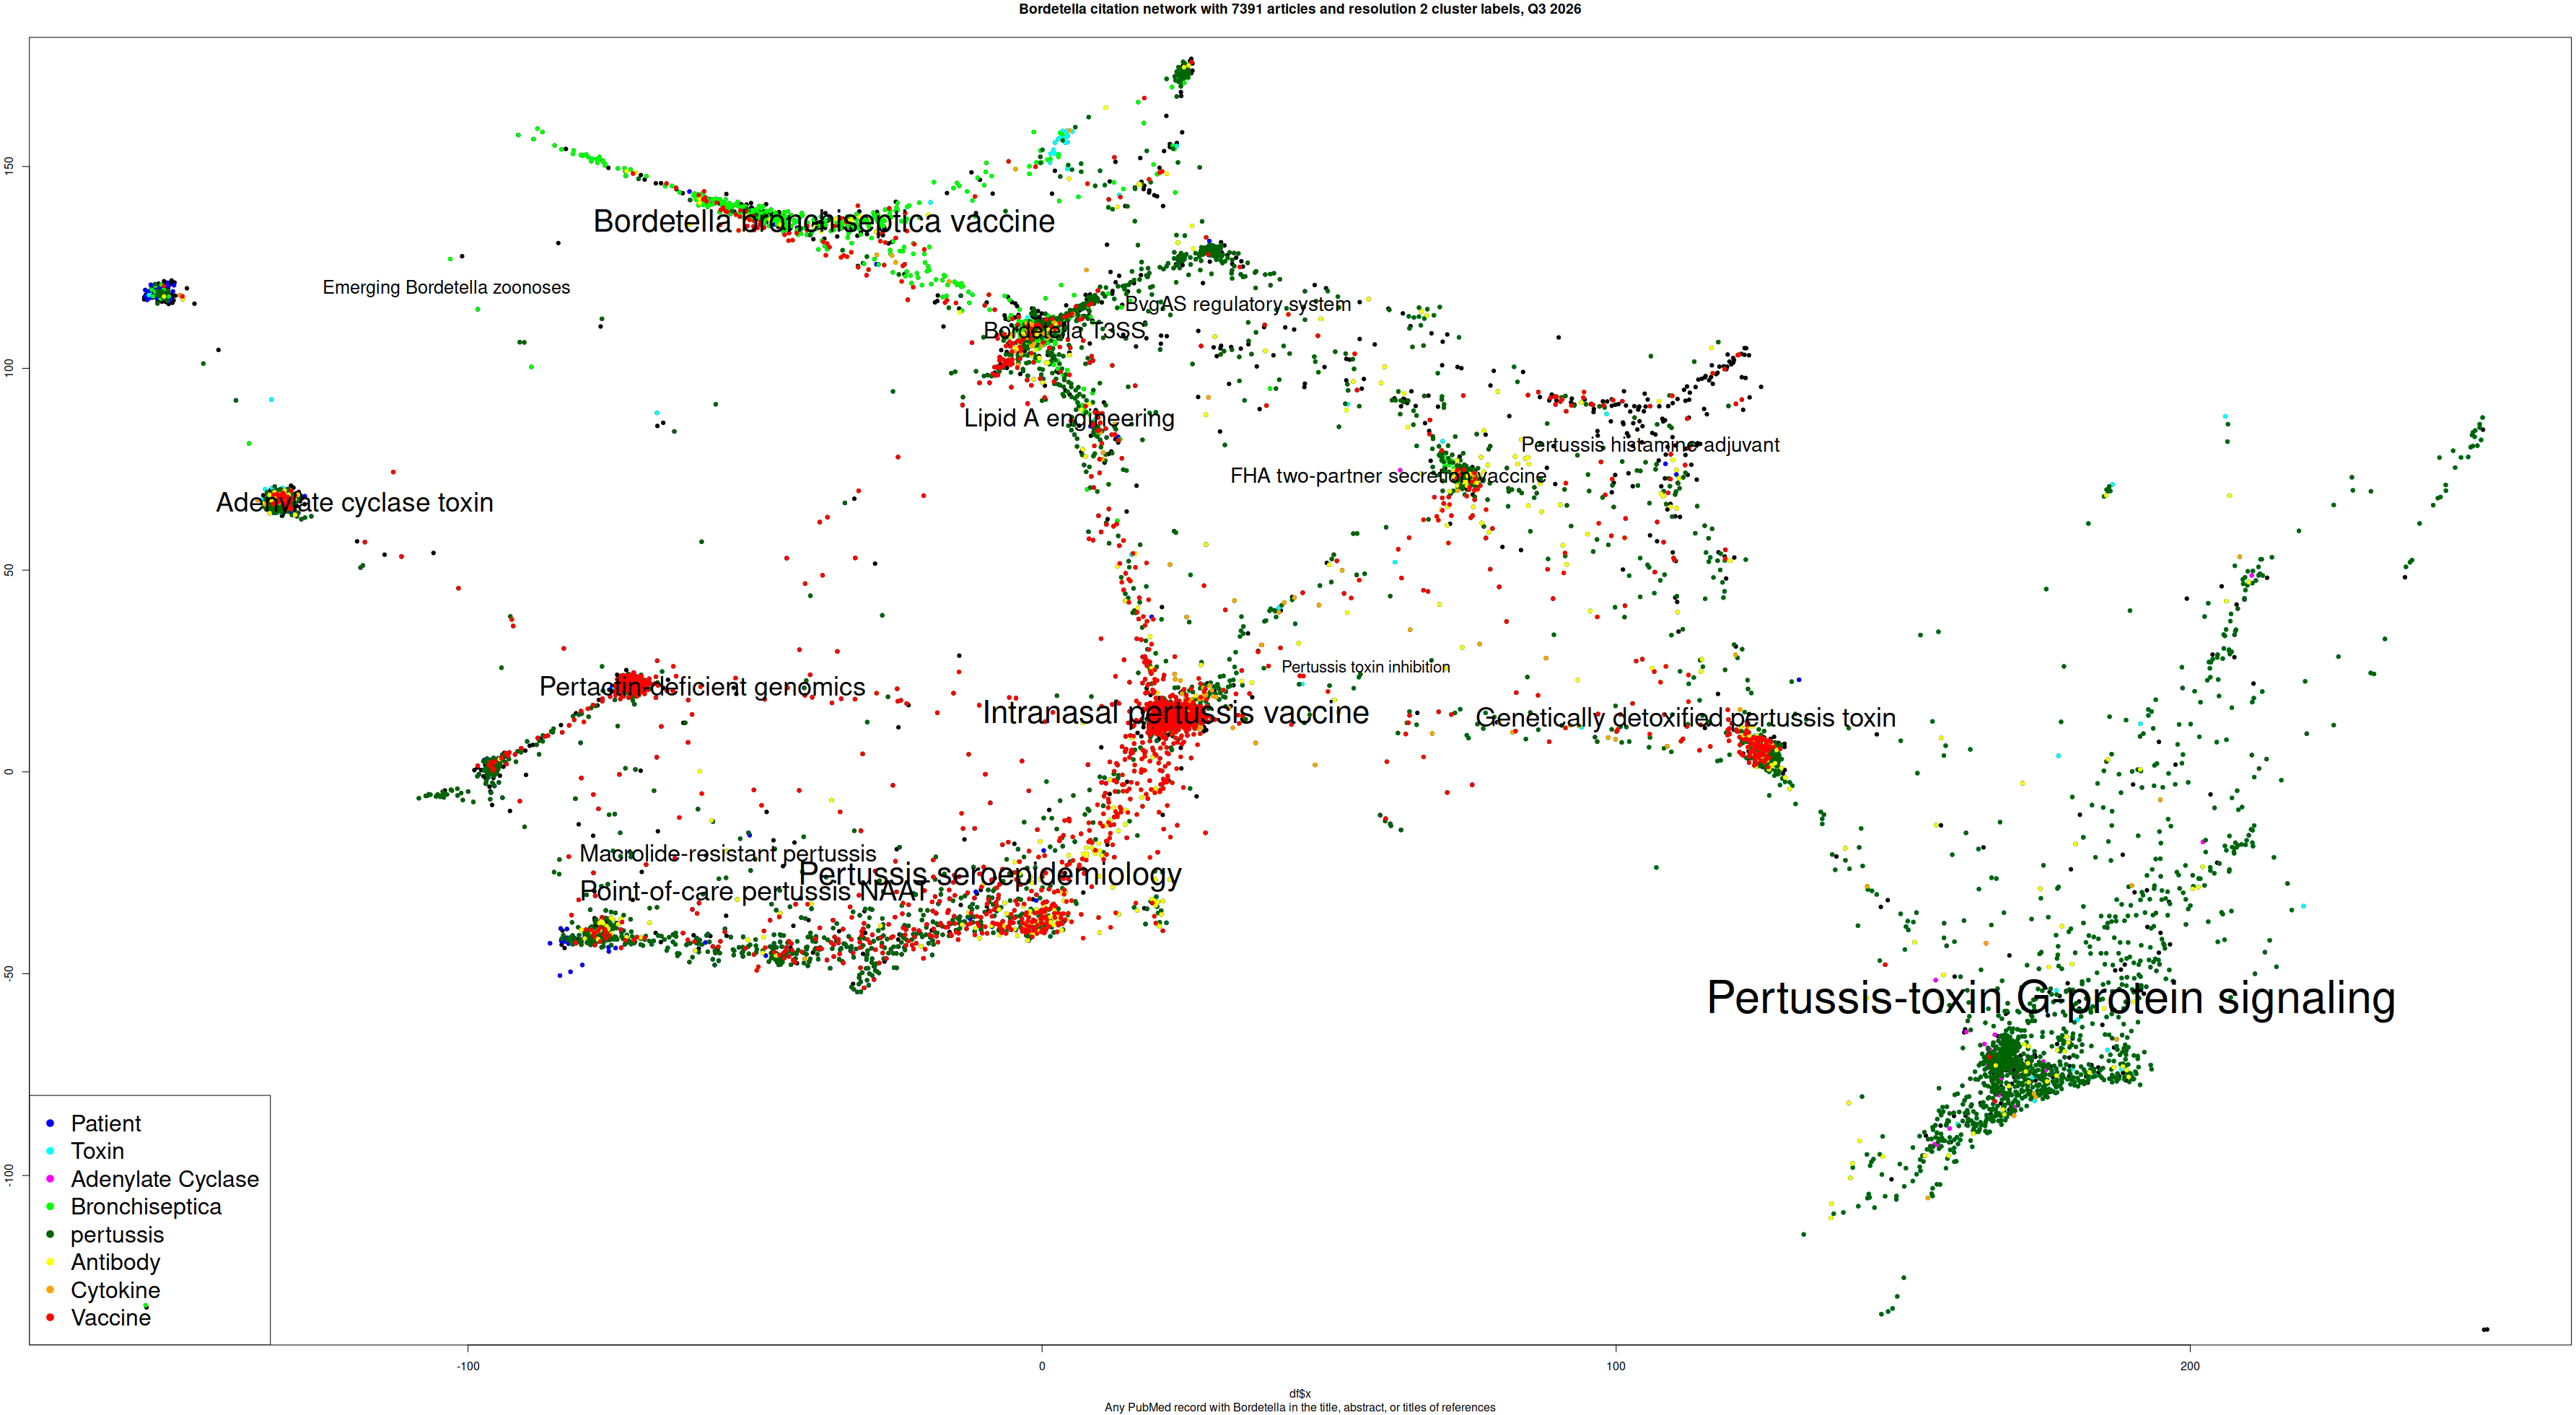 Bordetella citation network with 7391 articles and resolution 2 cluster labels, Q3 2026
150
100
50
0
-50
-100
Bordetella bronchiseptica vaccine
Emerging Bordetella zoonoses
BvgAS regulatory system
Bordetella T3SS
Lipid A engineering
Pertussis histamine adjuvant
FHA two-partner secretion vaccine
Adenylate cyclase toxin
Pertussis toxin inhibition
Pertactin-deficient genomics
Intranasal pertussis vaccine
Genetically detoxified pertussis toxin
Macrolide-resistant pertussis
Pertussis seroepidemiology
Point-of-care pertussis NAAT
Pertussis-toxin G-protein signaling
Patient
Toxin
Adenylate Cyclase
Bronchiseptica
pertussis
Antibody
Cytokine
Vaccine
-100
0
100
200
df$x
Any PubMed record with Bordetella in the title, abstract, or titles of references